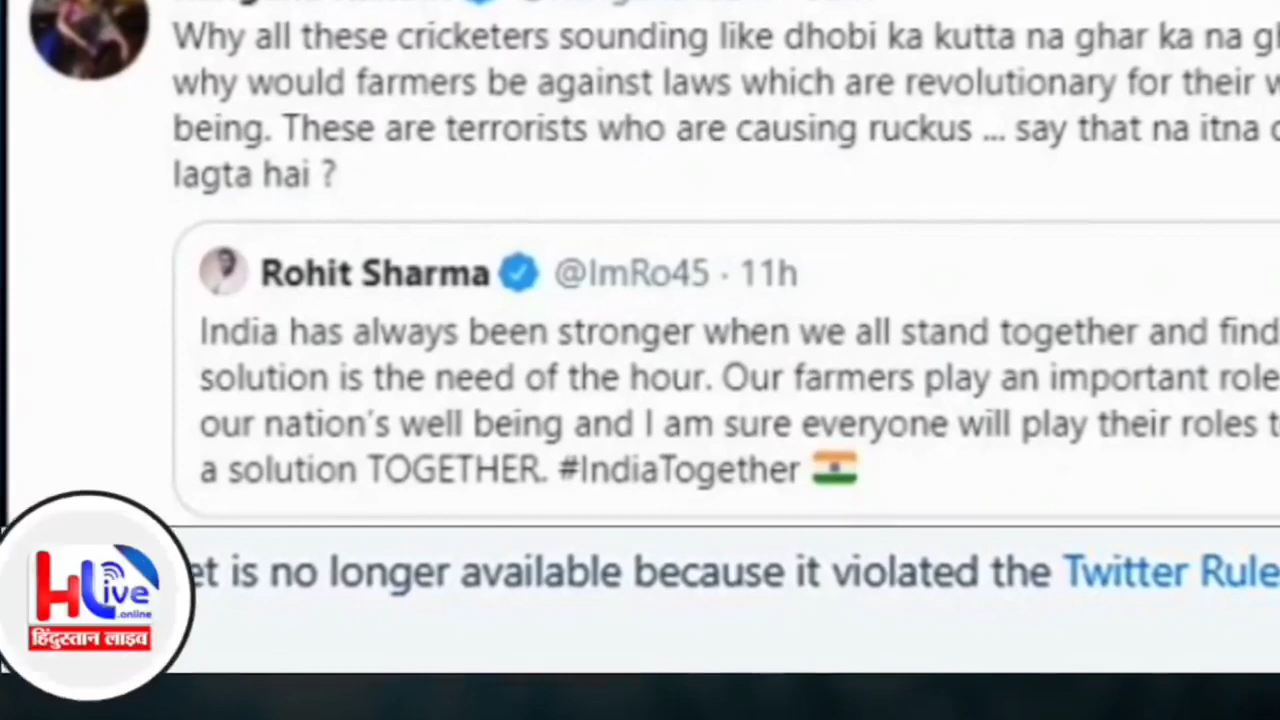 Why all these cricketers sounding like dhobi ka kutta na ghar ka na
why would farmers be against laws which are revolutionary for their
being. These are terrorists who are causing ruckus ... say that na itna
lagta hai ?
Rohit Sharma @ImRo45 · 11h
India has always been stronger when we all stand together and find
solution is the need of the hour. Our farmers play an important role
our nation's well being and I am sure everyone will play their roles
a solution TOGETHER. #IndiaTogether
is no longer available because it violated the Twitter Rule
HLive
.online
हिंदुस्तान लाइव